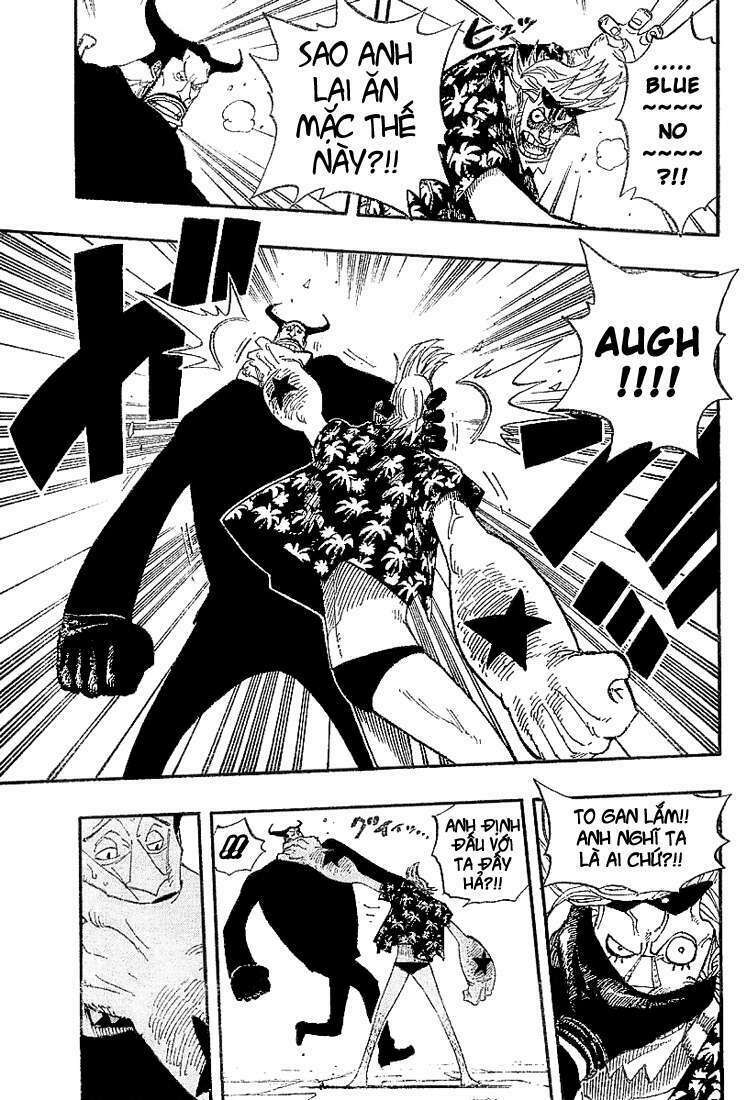 .....
BLUE
~~~~
NO
~~~~
?!!
SAO ANH
LẠI ĂN
MẶC THẾ
NÀY?!!
AUGH
!!!!
TO GAN LẮM!!
ANH NGHĨ TA
LÀ AI CHỨ?!!
ANH ĐỊNH
ĐẤU VỚI
TA ĐẤY
HẢ?!!
!!